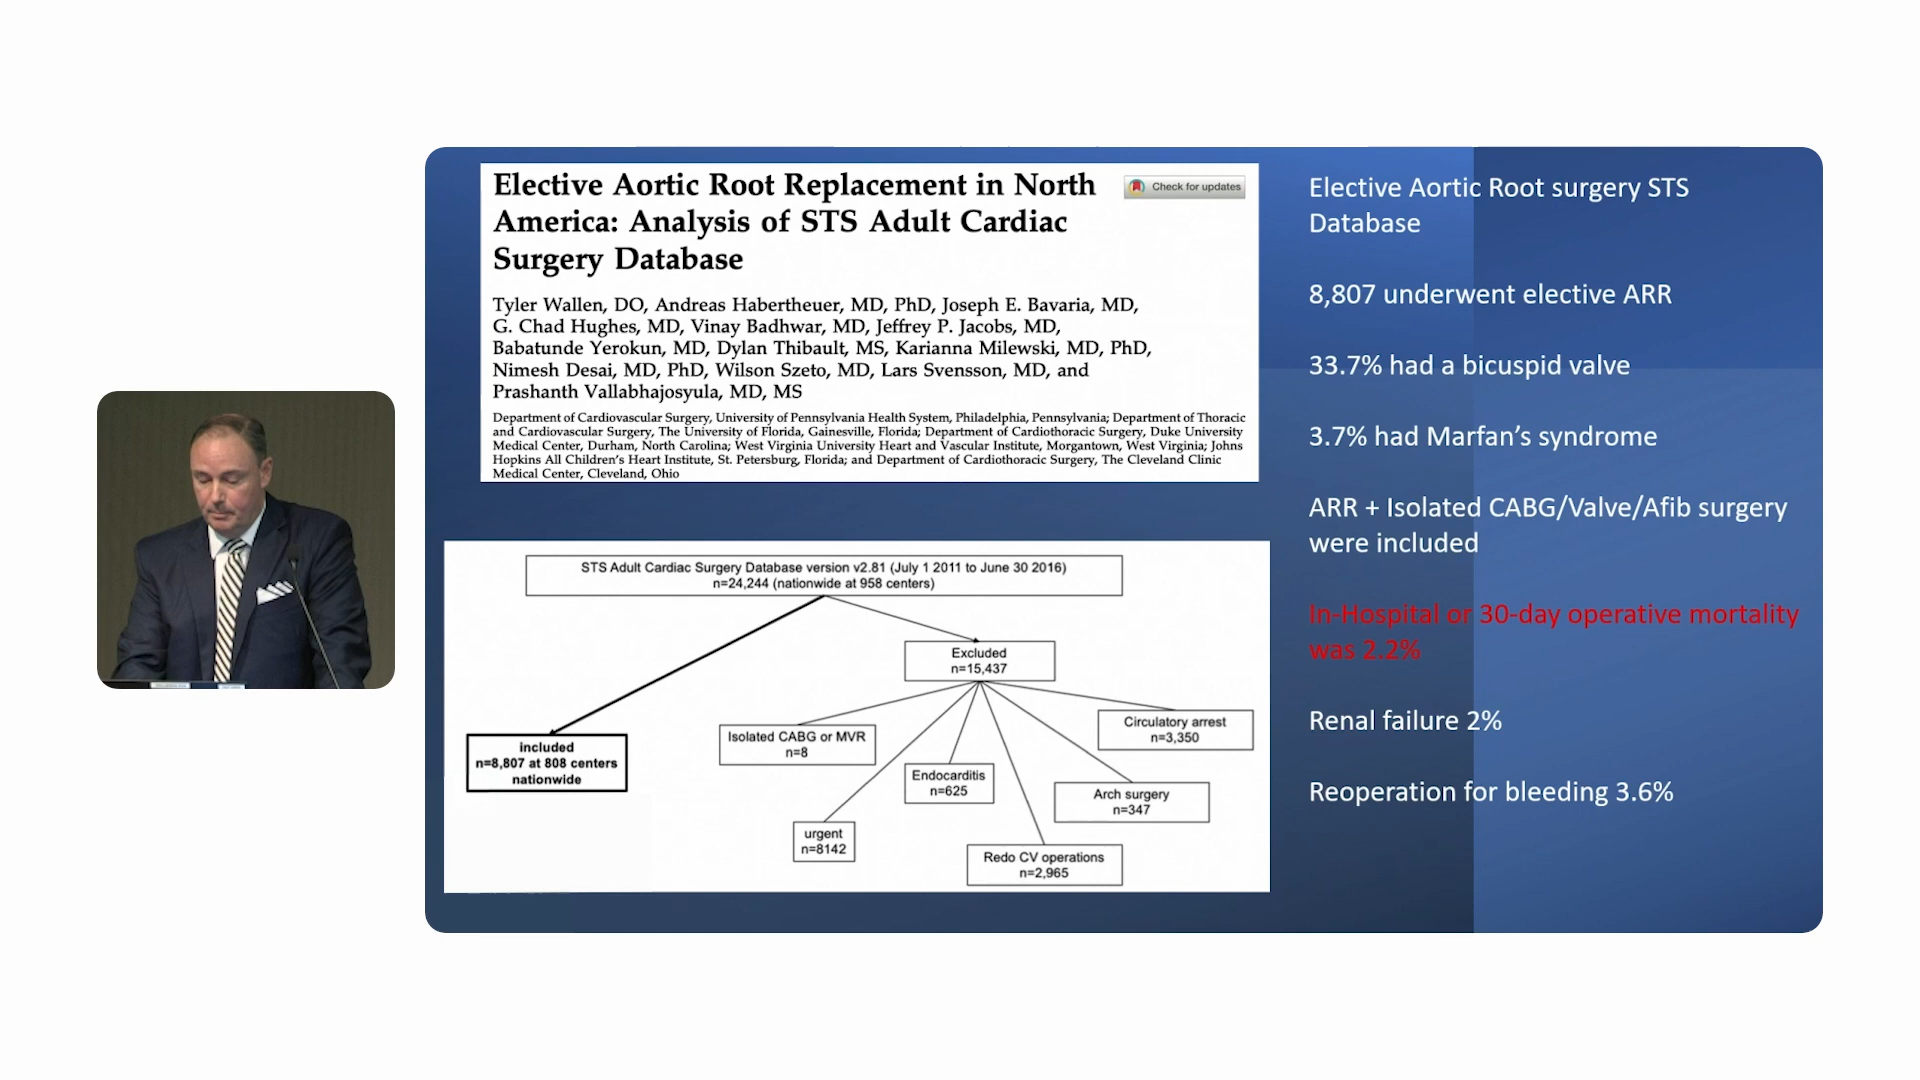 Elective Aortic Root Replacement in North
America: Analysis of STS Adult Cardiac
Surgery Database
Check for updates
Tyler Wallen, DO, Andreas Habertheuer, MD, PhD, Joseph E. Bavaria, MD,
G. Chad Hughes, MD, Vinay Badhwar, MD, Jeffrey P. Jacobs, MD,
Babatunde Yerokun, MD, Dylan Thibault, MS, Karianna Milewski, MD, PhD,
Nimesh Desai, MD, PhD, Wilson Szeto, MD, Lars Svensson, MD, and
Prashanth Vallabhajosyula, MD, MS
Department of Cardiovascular Surgery, University of Pennsylvania Health System, Philadelphia, Pennsylvania; Department of Thoracic
and Cardiovascular Surgery, The University of Florida, Gainesville, Florida; Department of Cardiothoracic Surgery, Duke University
Medical Center, Durham, North Carolina; West Virginia University Heart and Vascular Institute, Morgantown, West Virginia; Johns
Hopkins All Children's Heart Institute, St. Petersburg, Florida; and Department of Cardiothoracic Surgery, The Cleveland Clinic
Medical Center, Cleveland, Ohio
STS Adult Cardiac Surgery Database version v2.81 (July 1 2011 to June 30 2016)
n=24,244 (nationwide at 958 centers)
Excluded
n=15,437
included
n=8,807 at 808 centers
nationwide
Isolated CABG or MVR
n=8
urgent
n=8142
Endocarditis
n=625
Redo CV operations
n=2,965
Arch surgery
n=347
Circulatory arrest
n=3,350
Elective Aortic Root surgery STS
Database
8,807 underwent elective ARR
33.7% had a bicuspid valve
3.7% had Marfan's syndrome
ARR + Isolated CABG/Valve/Afib surgery
were included
In-Hospital or 30-day operative mortality
was 2.2%
Renal failure 2%
Reoperation for bleeding 3.6%